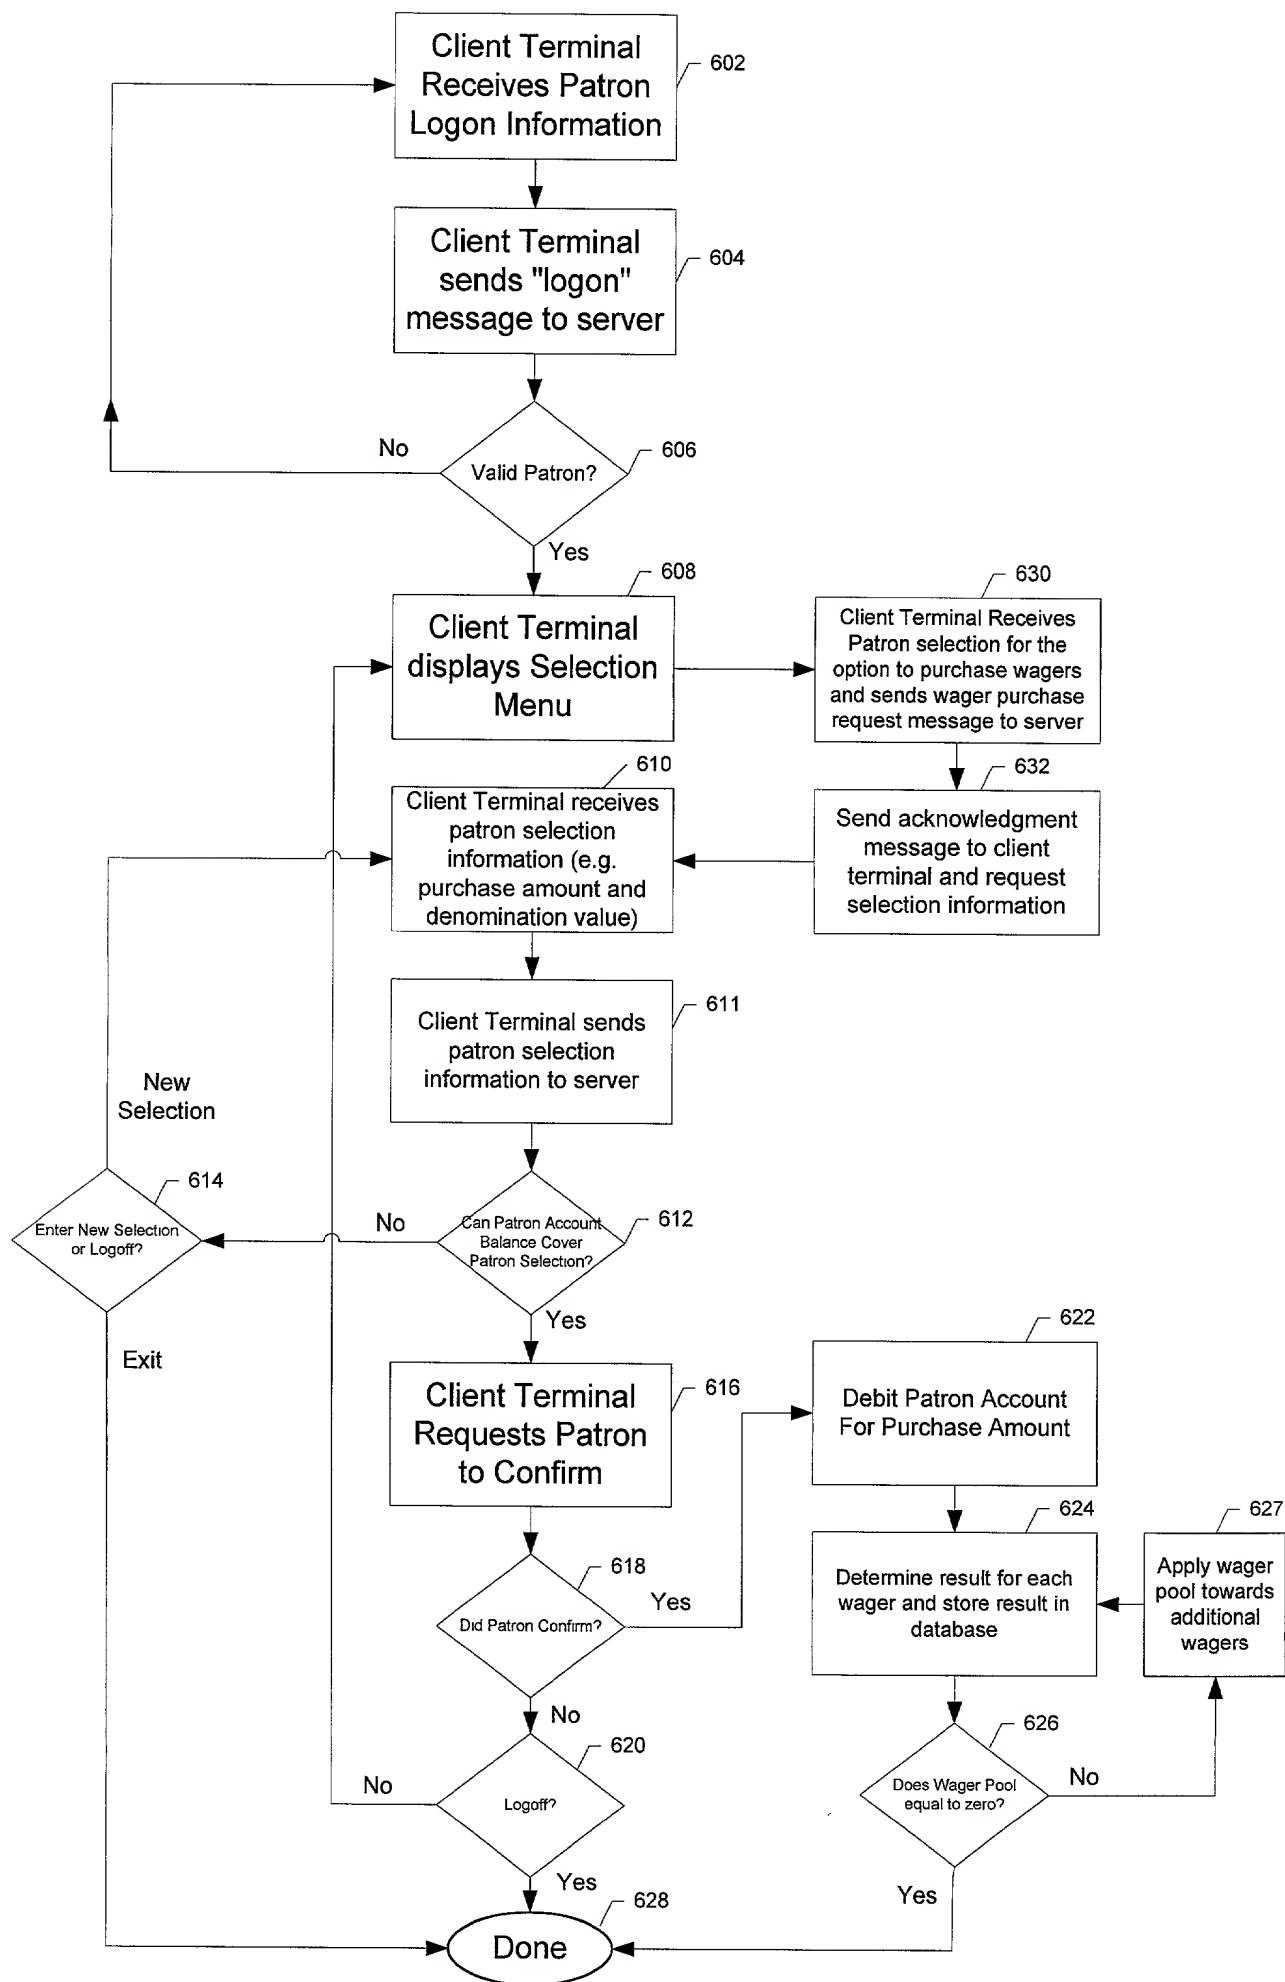 Client Terminal
Receives Patron
Logon Information
602
Client Terminal
sends "logon"
message to server
604
No
Valid Patron?
606
Yes
608
Client Terminal
displays Selection
Menu
630
Client Terminal Receives
Patron selection for the
option to purchase wagers
and sends wager purchase
request message to server
610
Client Terminal receives
patron selection
information (e.g.
purchase amount and
denomination value)
632
Send acknowledgment
message to client
terminal and request
selection information
Client Terminal sends
patron selection
information to server
611
New
Selection
614
Enter New Selection
or Logoff?
No
Can Patron Account
Balance Cover
Patron Selection?
612
Yes
Exit
Client Terminal
Requests Patron
to Confirm
616
622
Debit Patron Account
For Purchase Amount
618
Did Patron Confirm?
Yes
624
Determine result for each
wager and store result in
database
627
Apply wager
pool towards
additional
wagers
No
620
No
Logoff?
626
Does Wager Pool
equal to zero?
No
Yes
Yes
628
Done